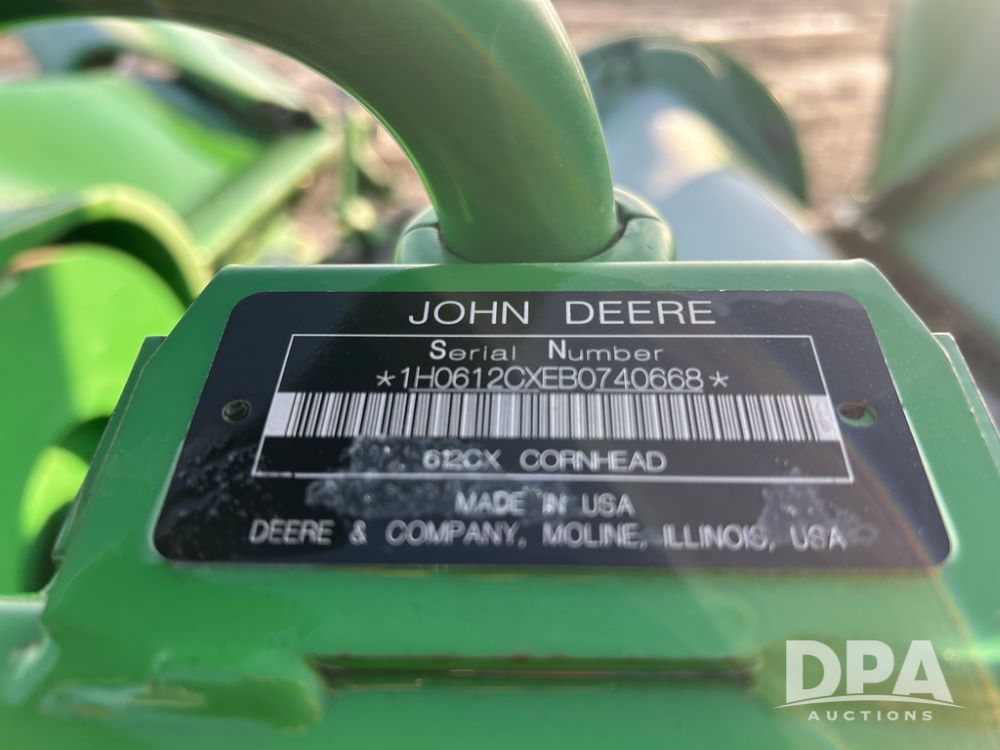 JOHN DEERE
Serial Number
*1H0612CXEB0740668*
612CX CORNHEAD
MADE IN USA
DEERE & COMPANY, MOLINE, ILLINOIS, USA
DPA
AUCTIONS